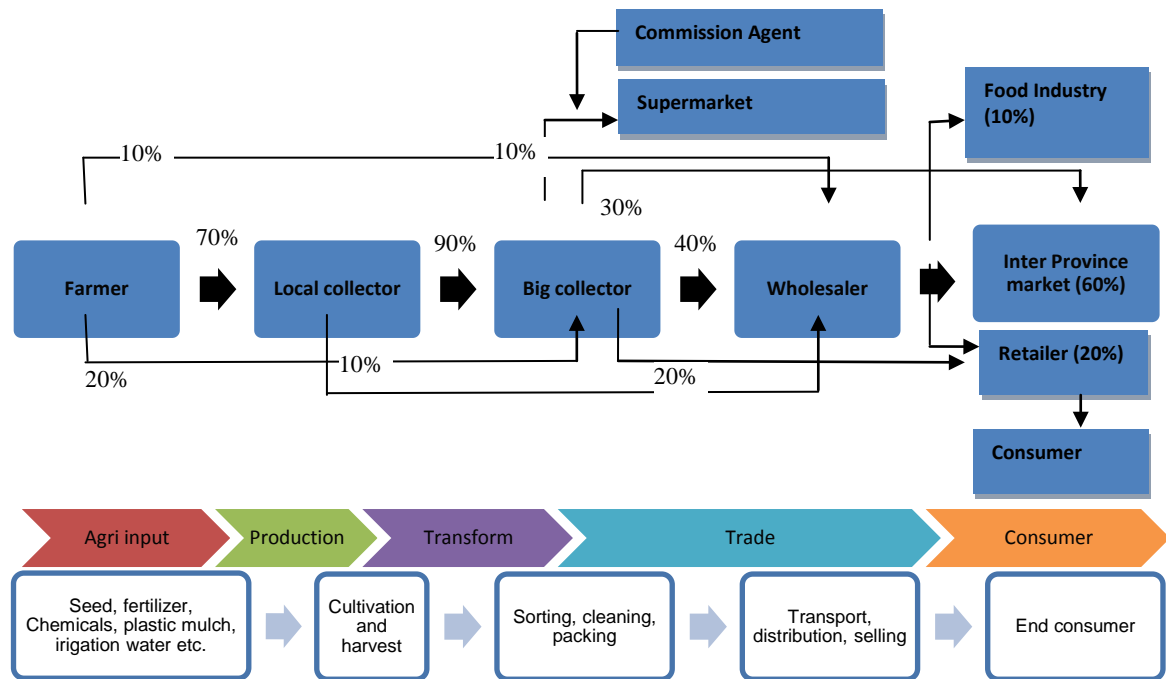 Commission Agent
Supermarket
Food Industry
(10%)
10%
10%
30%
70%
90%
40%
Farmer
Local collector
Big collector
Wholesaler
Inter Province
market (60%)
Retailer (20%)
20%
10%
20%
Consumer
Agri input
Production
Transform
Trade
Consumer
Seed, fertilizer,
Chemicals, plastic mulch,
irigation water etc.
Cultivation
and
harvest
Sorting, cleaning,
packing
Transport,
distribution, selling
End consumer